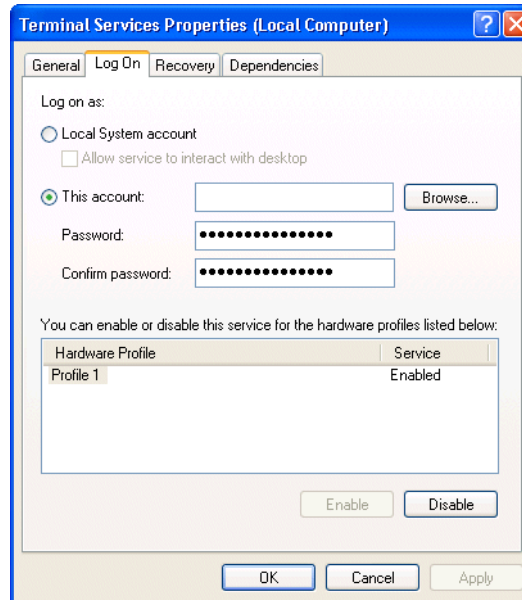 Terminal Services Properties (Local Computer)
General Log On Recovery Dependencies
Log on as:
Local System account
Allow service to interact with desktop
This account: Browse...
Password: •••••••••••••••
Confirm password: •••••••••••••••
You can enable or disable this service for the hardware profiles listed below:
Hardware Profile Service
Profile 1 Enabled
Enable Disable
OK Cancel Apply